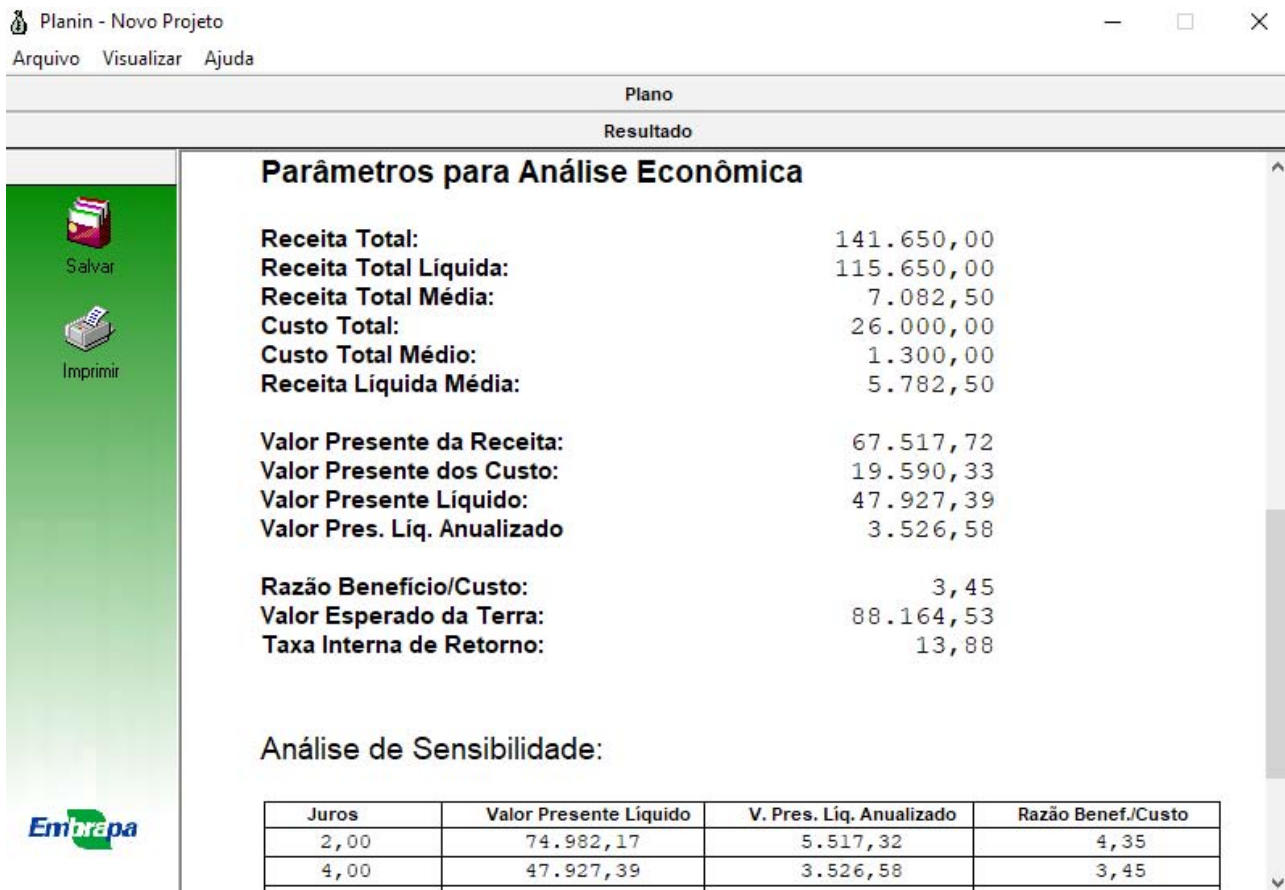 Planin - Novo Projeto
Arquivo Visualizar Ajuda
Plano
Resultado
Salvar
Imprimir
Embrapa
Parâmetros para Análise Econômica
Receita Total: 141.650,00
Receita Total Líquida: 115.650,00
Receita Total Média: 7.082,50
Custo Total: 26.000,00
Custo Total Médio: 1.300,00
Receita Líquida Média: 5.782,50
Valor Presente da Receita: 67.517,72
Valor Presente dos Custo: 19.590,33
Valor Presente Líquido: 47.927,39
Valor Pres. Líq. Anualizado 3.526,58
Razão Benefício/Custo: 3,45
Valor Esperado da Terra: 88.164,53
Taxa Interna de Retorno: 13,88
Análise de Sensibilidade:
Juros Valor Presente Líquido V. Pres. Liq. Anualizado Razão Benef./Custo
2,00 74.982,17 5.517,32 4,35
4,00 47.927,39 3.526,58 3,45